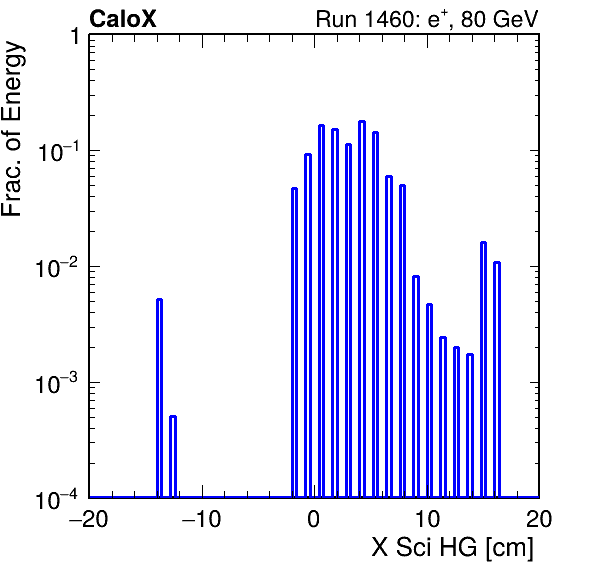 CaloX
Run 1460: e⁺, 80 GeV
Frac. of Energy
1
10⁻¹
10⁻²
10⁻³
10⁻⁴
−20 −10 0 10 20
X Sci HG [cm]